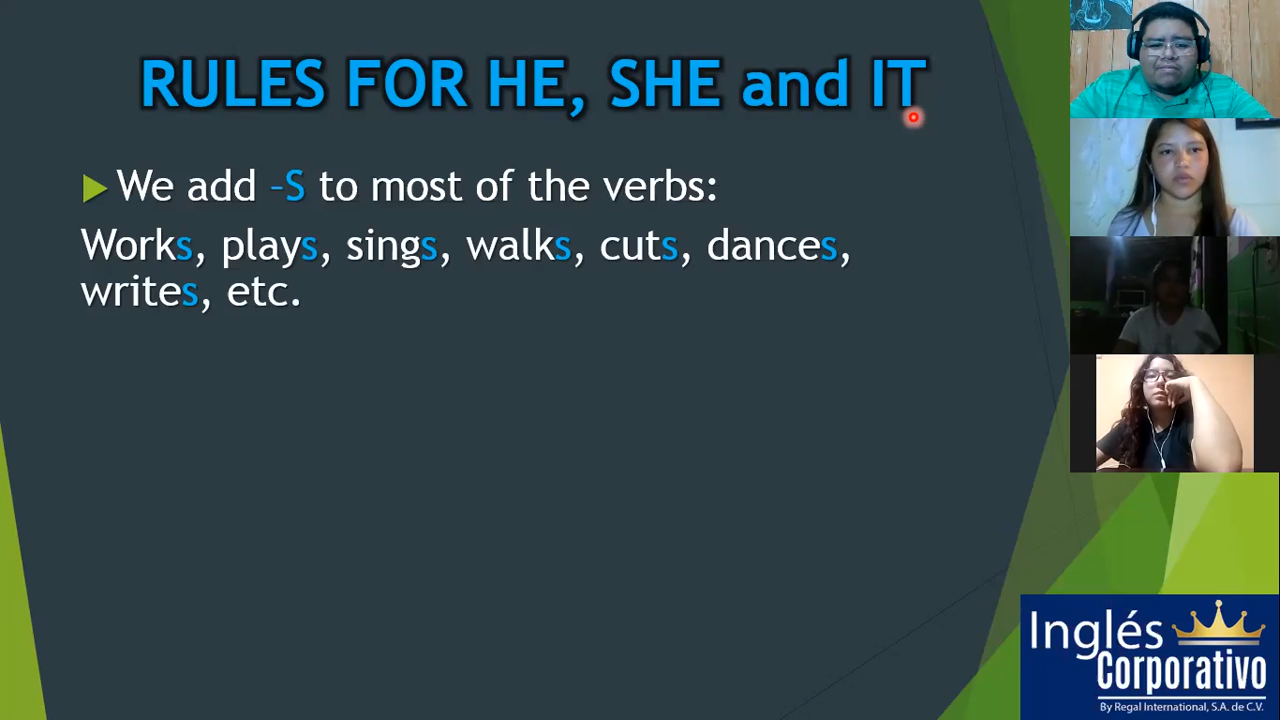 RULES FOR HE, SHE and IT
We add –S to most of the verbs:
Works, plays, sings, walks, cuts, dances,
writes, etc.
Inglés
Corporativo
By Regal International, S.A. de C.V.